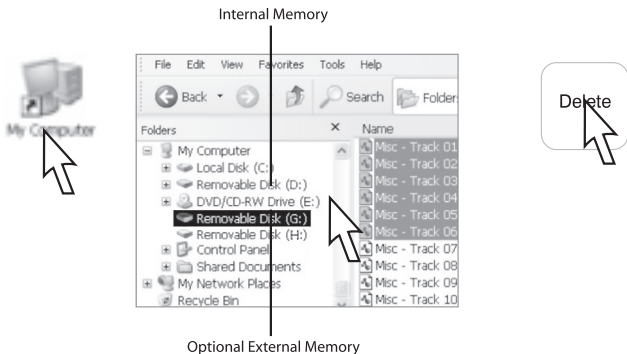 Internal Memory
My Computer
File Edit View Favorites Tools Help
Back Search Folder
Folders × Name
My Computer
Local Disk (C:)
Removable Disk (D:)
DVD/CD-RW Drive (E:)
Removable Disk (G:)
Removable Disk (H:)
Control Panel
Shared Documents
My Network Places
Recycle Bin
Misc - Track 01
Misc - Track 02
Misc - Track 03
Misc - Track 04
Misc - Track 05
Misc - Track 06
Misc - Track 07
Misc - Track 08
Misc - Track 09
Misc - Track 10
Delete
Optional External Memory